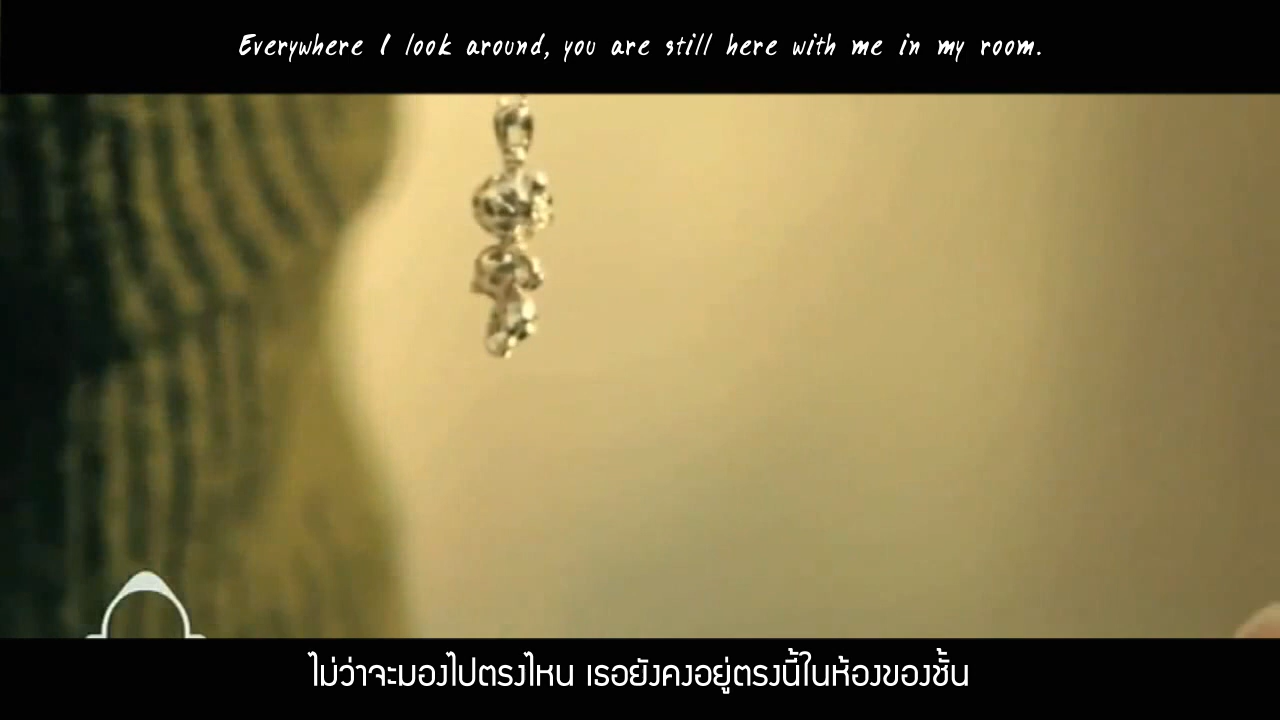 Everywhere I look around, you are still here with me in my room.
ไม่ว่าจะมองไปตรงไหน เธอยังคงอยู่ตรงนี้ในห้องของชั้น